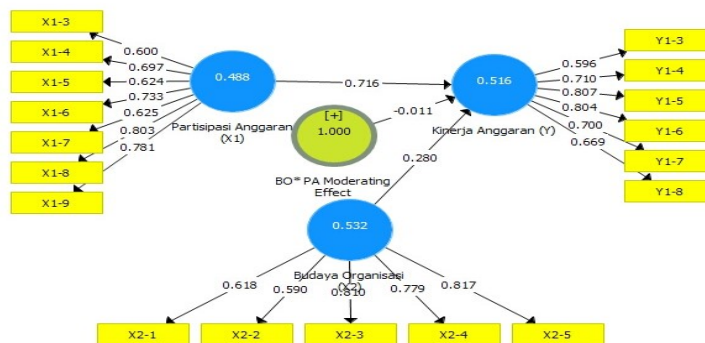 X1-3
X1-4
X1-5
X1-6
X1-7
X1-8
X1-9
0.600
0.697
0.624
0.733
0.625
0.803
0.781
0.488
Partisipasi Anggaran
(X1)
0.716
[+]
1.000
BO* PA Moderating
Effect
-0.011
0.280
0.516
Kinerja Anggaran (Y)
0.596
0.710
0.807
0.804
0.700
0.669
Y1-3
Y1-4
Y1-5
Y1-6
Y1-7
Y1-8
0.532
Budaya Organisasi
(X2)
0.618
0.590
0.810
0.779
0.817
X2-1
X2-2
X2-3
X2-4
X2-5